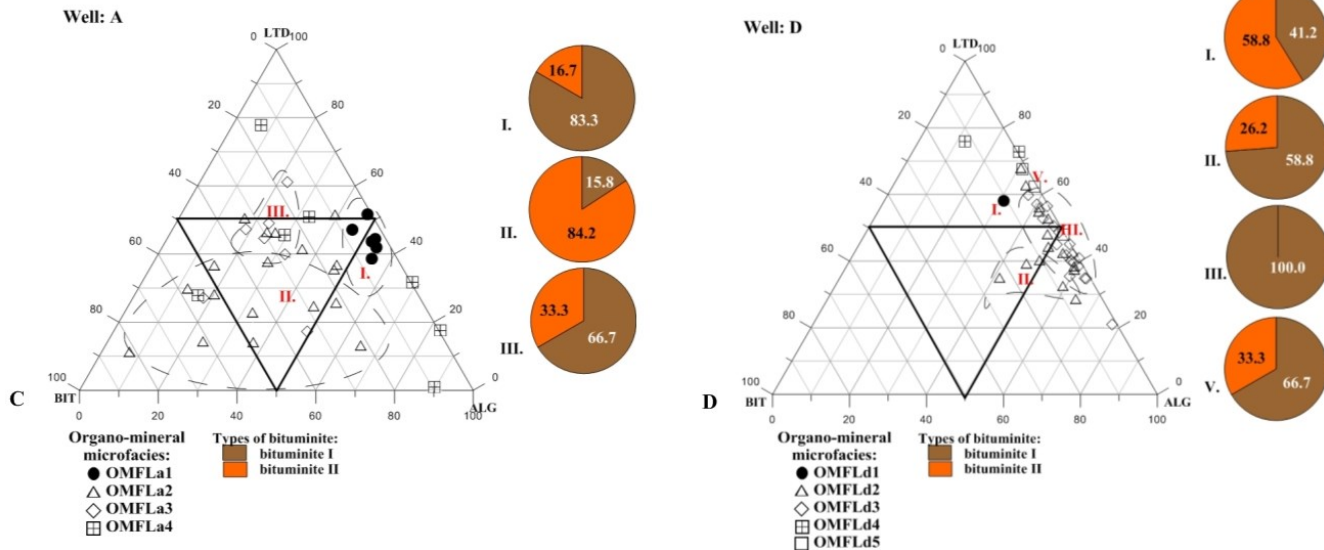 Well: A
LTD
0
100
20
80
40
60
60
40
80
20
100
0
BIT
ALG
0
20
40
60
80
100
I.
II.
III.
16.7
83.3
I.
15.8
84.2
II.
33.3
66.7
III.
C
Organo-mineral
microfacies:
OMFLa1
OMFLa2
OMFLa3
OMFLa4
Types of bituminite:
bituminite I
bituminite II
Well: D
LTD
0
100
20
80
40
60
60
40
80
20
100
0
BIT
ALG
0
20
40
60
80
100
I.
II.
III.
V.
58.8
41.2
I.
26.2
58.8
II.
100.0
III.
33.3
66.7
V.
D
Organo-mineral
microfacies:
OMFLd1
OMFLd2
OMFLd3
OMFLd4
OMFLd5
Types of bituminite:
bituminite I
bituminite II